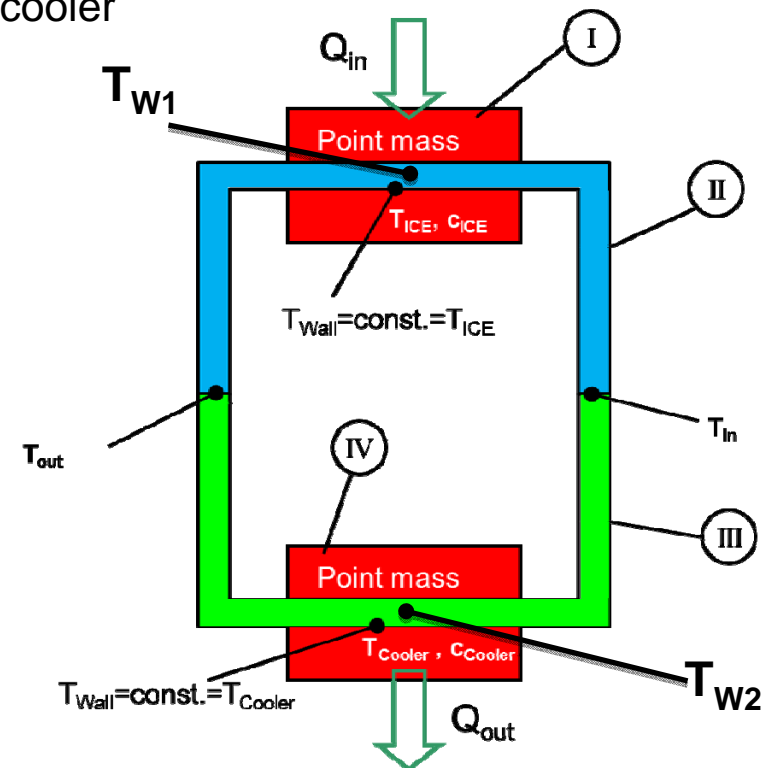 cooler
Q_in
I
T_W1
Point mass
II
T_ICE, c_ICE
T_Wall=const.=T_ICE
T_out
T_In
IV
III
Point mass
T_Cooler , c_Cooler
T_Wall=const.=T_Cooler
T_W2
Q_out